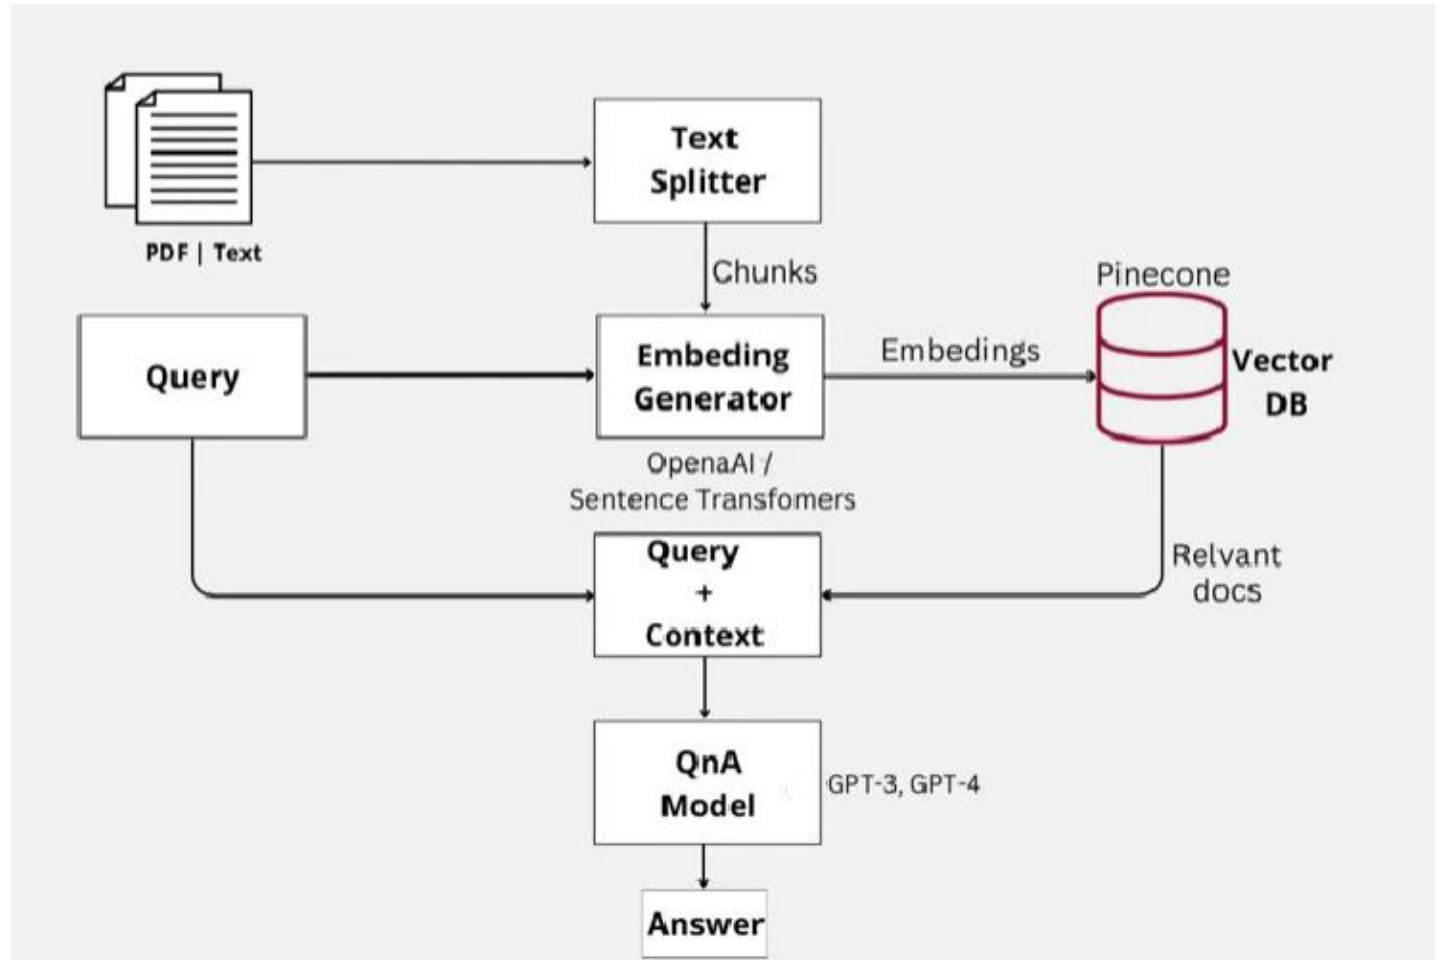 Text
Splitter
PDF | Text
Chunks
Pinecone
Query
Embeding
Generator
Embedings
Vector
DB
OpenaAI /
Sentence Transfomers
Query
+
Context
Relvant
docs
QnA
Model
GPT-3, GPT-4
Answer